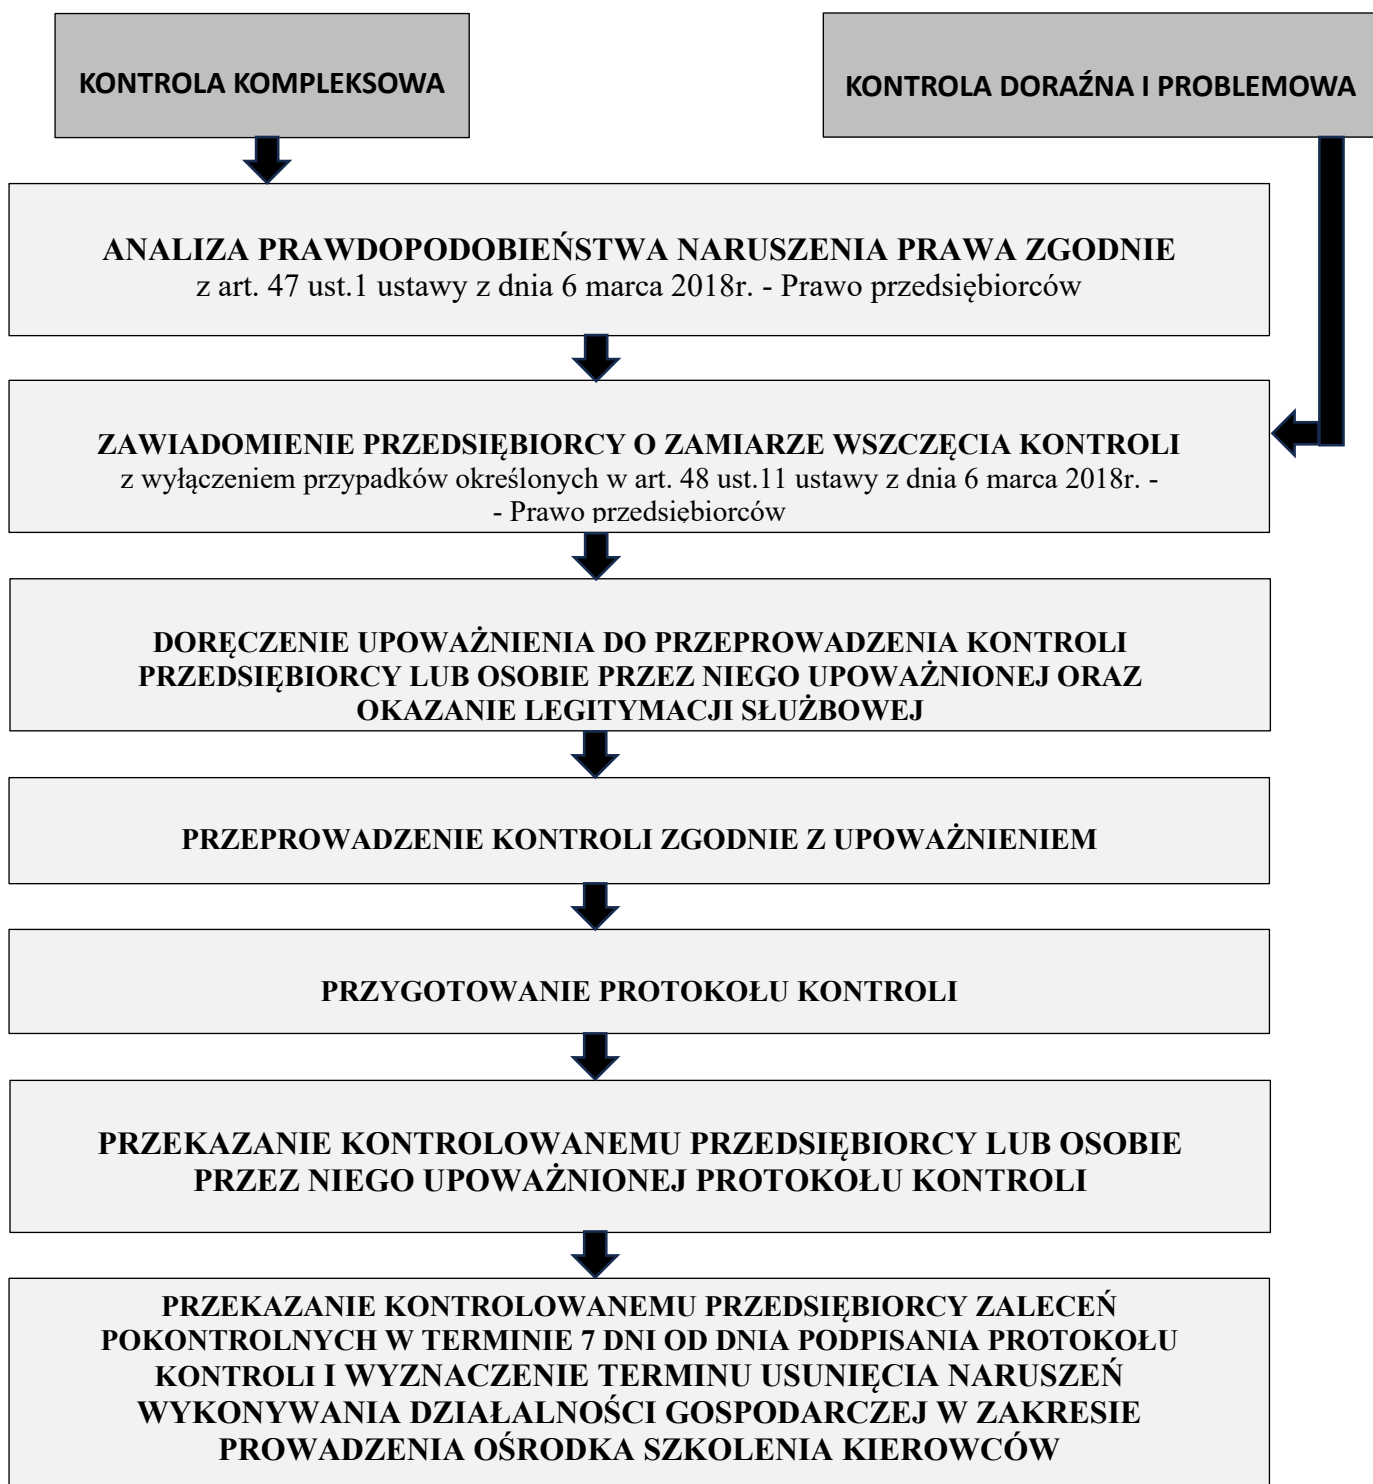 KONTROLA KOMPLEKSOWA
KONTROLA DORAŹNA I PROBLEMOWA
ANALIZA PRAWDOPODOBIEŃSTWA NARUSZENIA PRAWA ZGODNIE
z art. 47 ust.1 ustawy z dnia 6 marca 2018r. - Prawo przedsiębiorców
ZAWIADOMIENIE PRZEDSIĘBIORCY O ZAMIARZE WSZCZĘCIA KONTROLI
z wyłączeniem przypadków określonych w art. 48 ust.11 ustawy z dnia 6 marca 2018r. -
- Prawo przedsiębiorców
DORĘCZENIE UPOWAŻNIENIA DO PRZEPROWADZENIA KONTROLI
PRZEDSIĘBIORCY LUB OSOBIE PRZEZ NIEGO UPOWAŻNIONEJ ORAZ
OKAZANIE LEGITYMACJI SŁUŻBOWEJ
PRZEPROWADZENIE KONTROLI ZGODNIE Z UPOWAŻNIENIEM
PRZYGOTOWANIE PROTOKOŁU KONTROLI
PRZEKAZANIE KONTROLOWANEMU PRZEDSIĘBIORCY LUB OSOBIE
PRZEZ NIEGO UPOWAŻNIONEJ PROTOKOŁU KONTROLI
PRZEKAZANIE KONTROLOWANEMU PRZEDSIĘBIORCY ZALECEŃ
POKONTROLNYCH W TERMINIE 7 DNI OD DNIA PODPISANIA PROTOKOŁU
KONTROLI I WYZNACZENIE TERMINU USUNIĘCIA NARUSZEŃ
WYKONYWANIA DZIAŁALNOŚCI GOSPODARCZEJ W ZAKRESIE
PROWADZENIA OŚRODKA SZKOLENIA KIEROWCÓW